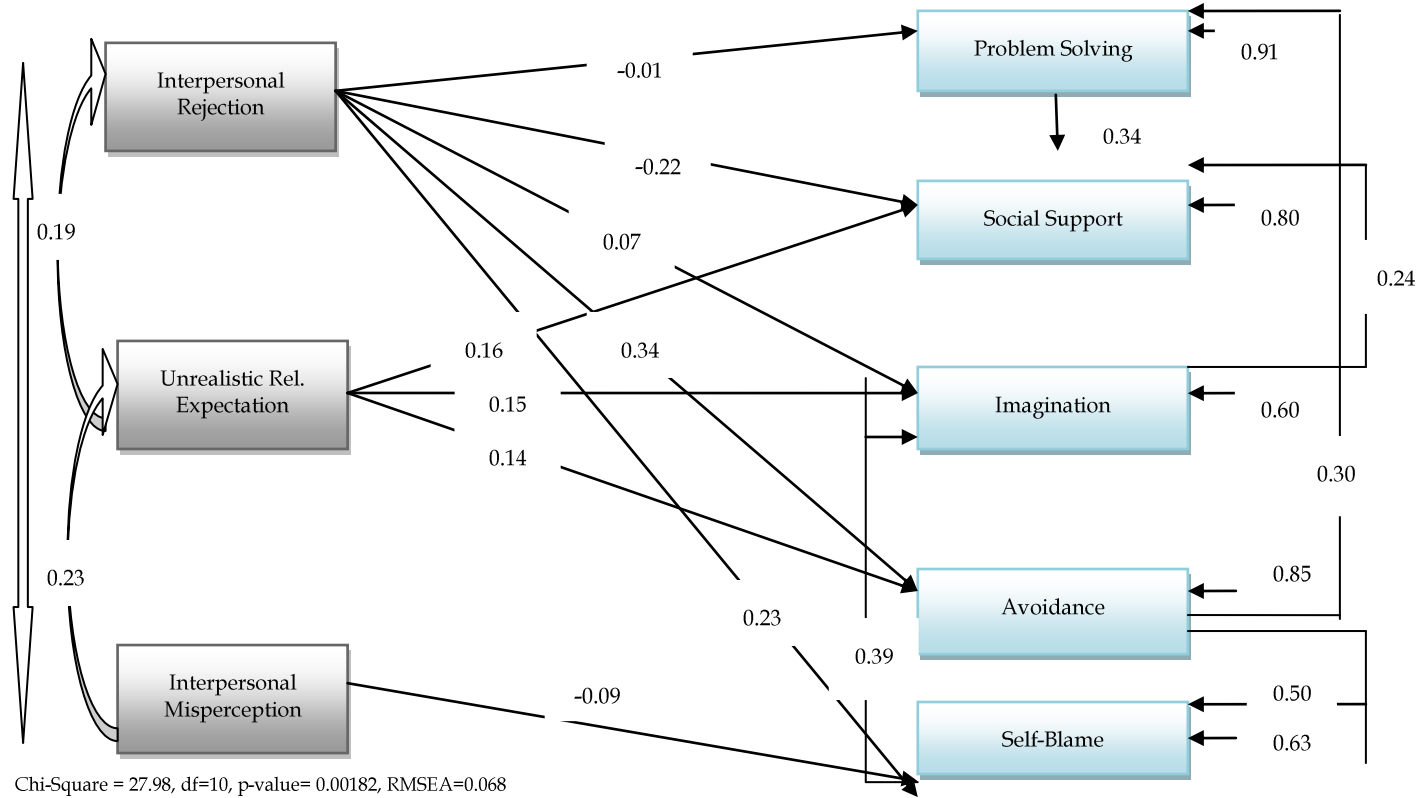 Problem Solving
0.91
Interpersonal
Rejection
-0.01
0.34
-0.22
Social Support
0.80
0.19
0.07
0.24
Unrealistic Rel.
Expectation
0.16
0.34
0.15
Imagination
0.60
0.14
0.30
0.23
0.85
Avoidance
0.23
0.39
Interpersonal
Misperception
-0.09
0.50
Self-Blame
0.63
Chi-Square = 27.98, df=10, p-value= 0.00182, RMSEA=0.068